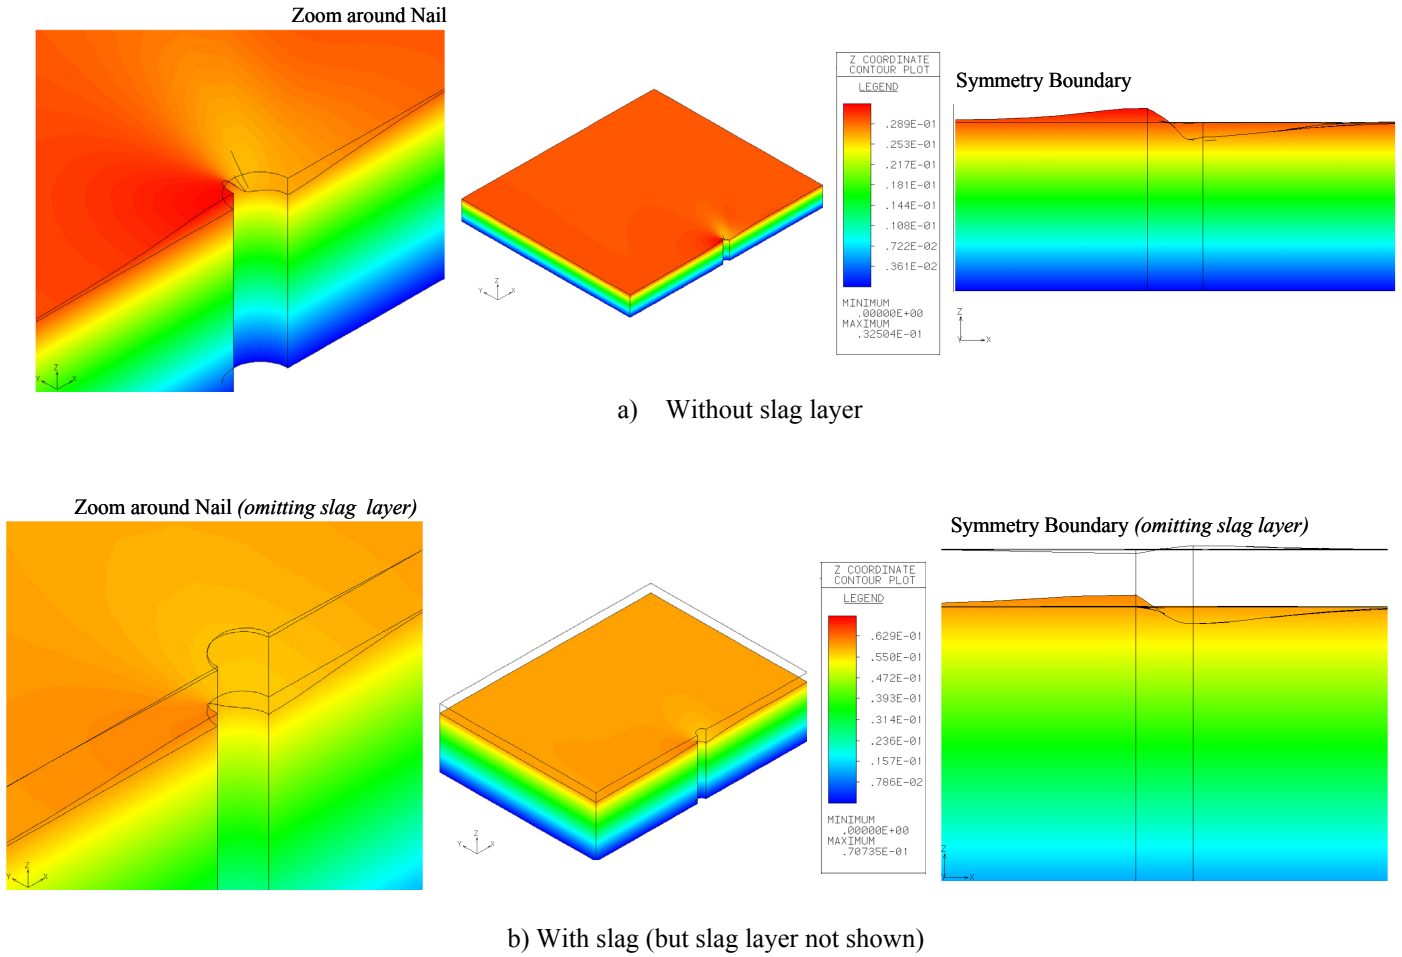 Zoom around Nail
Z COORDINATE
CONTOUR PLOT
LEGEND
.289E-01
.253E-01
.217E-01
.181E-01
.144E-01
.108E-01
.722E-02
.361E-02
MINIMUM
.00000E+00
MAXIMUM
.32504E-01
Symmetry Boundary
Z
Y X
Z
Y X
Z
Y X
a) Without slag layer
Zoom around Nail (omitting slag layer)
Z COORDINATE
CONTOUR PLOT
LEGEND
.629E-01
.550E-01
.472E-01
.393E-01
.314E-01
.236E-01
.157E-01
.786E-02
MINIMUM
.00000E+00
MAXIMUM
.70735E-01
Symmetry Boundary (omitting slag layer)
Z
Y X
Z
Y X
Z
Y X
b) With slag (but slag layer not shown)